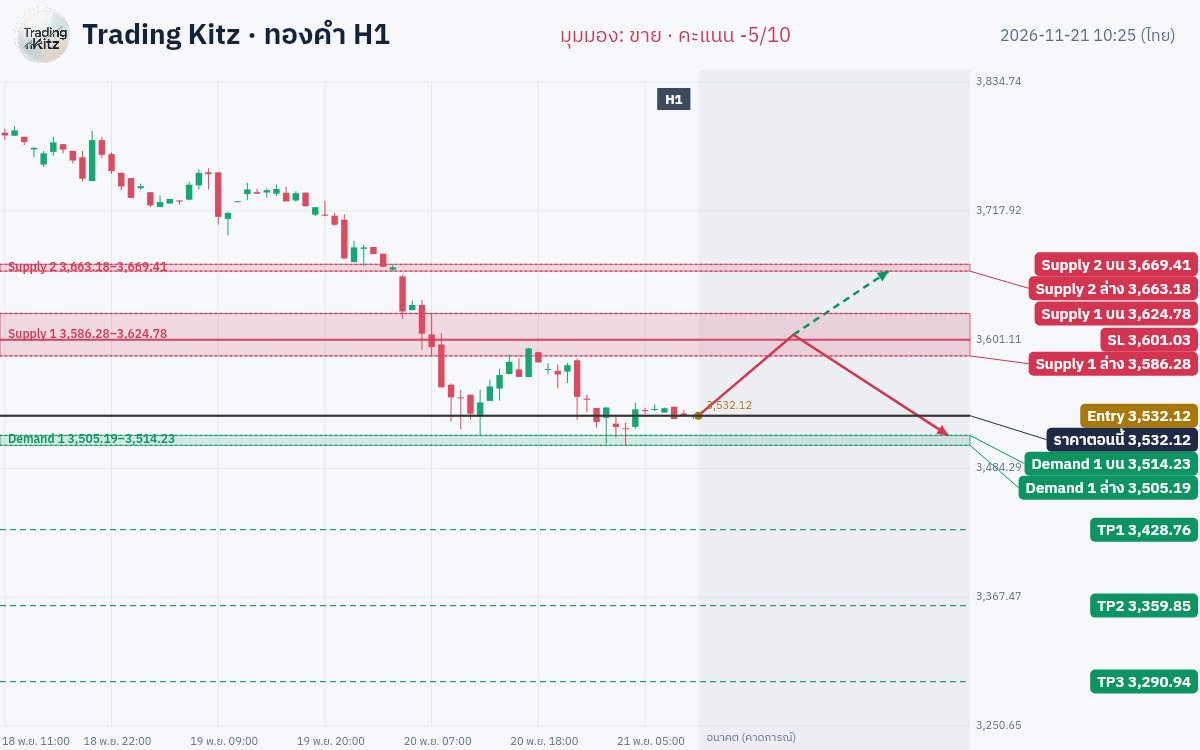 Trading Kitz
Trading Kitz · ทองคำ H1
มุมมอง: ขาย · คะแนน -5/10
2026-11-21 10:25 (ไทย)
H1
3,834.74
3,717.92
3,601.11
3,484.29
3,367.47
3,250.65
Supply 2 3,663.18–3,669.41
Supply 1 3,586.28–3,624.78
3,532.12
Demand 1 3,505.19–3,514.23
Supply 2 บน 3,669.41
Supply 2 ล่าง 3,663.18
Supply 1 บน 3,624.78
SL 3,601.03
Supply 1 ล่าง 3,586.28
Entry 3,532.12
ราคาตอนนี้ 3,532.12
Demand 1 บน 3,514.23
Demand 1 ล่าง 3,505.19
TP1 3,428.76
TP2 3,359.85
TP3 3,290.94
18 พ.ย. 11:00
18 พ.ย. 22:00
19 พ.ย. 09:00
19 พ.ย. 20:00
20 พ.ย. 07:00
20 พ.ย. 18:00
21 พ.ย. 05:00
อนาคต (คาดการณ์)